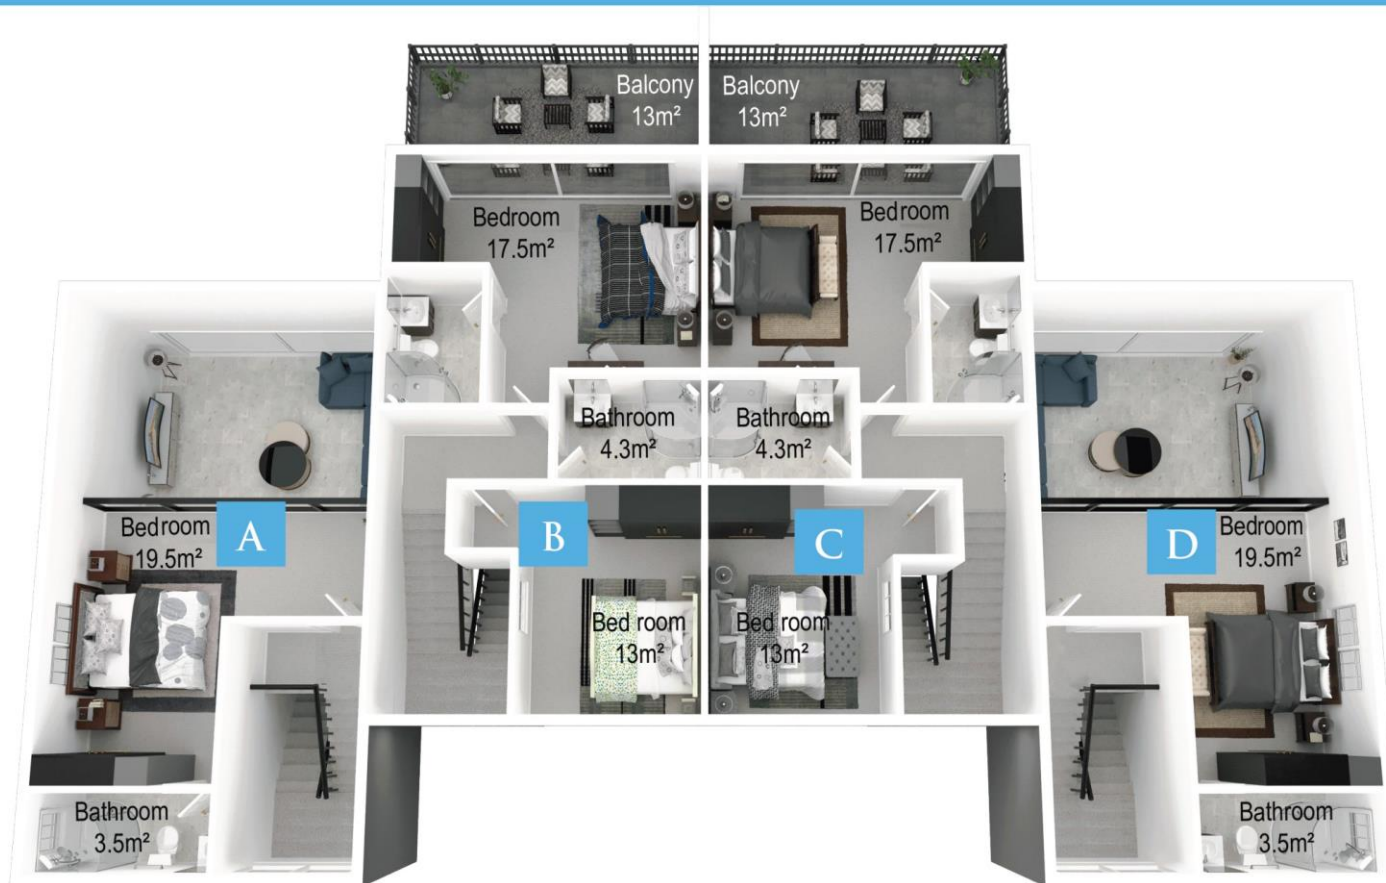 Balcony
13m²
Balcony
13m²
Bedroom
17.5m²
Bedroom
17.5m²
Bathroom
4.3m²
Bathroom
4.3m²
Bedroom
19.5m²
A
B
C
D
Bedroom
19.5m²
Bed room
13m²
Bed room
13m²
Bathroom
3.5m²
Bathroom
3.5m²